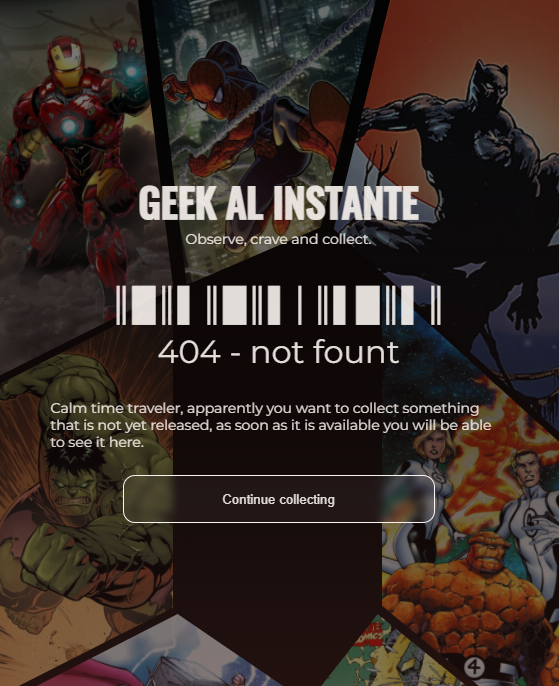 GEEK AL INSTANTE
Observe, crave and collect.
404 - not fount
Calm time traveler, apparently you want to collect something
that is not yet released, as soon as it is available you will be able
to see it here.
Continue collecting
4